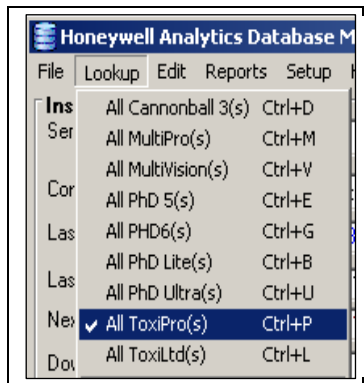 Honeywell Analytics Database M
File Lookup Edit Reports Setup
Ins
Ser
Cor
Las
Las
Nex
Dov
All Cannonball 3(s) Ctrl+D
All MultiPro(s) Ctrl+M
All MultiVision(s) Ctrl+V
All PhD 5(s) Ctrl+E
All PHD6(s) Ctrl+G
All PhD Lite(s) Ctrl+B
All PhD Ultra(s) Ctrl+U
All ToxiPro(s) Ctrl+P
All ToxiLtd(s) Ctrl+L